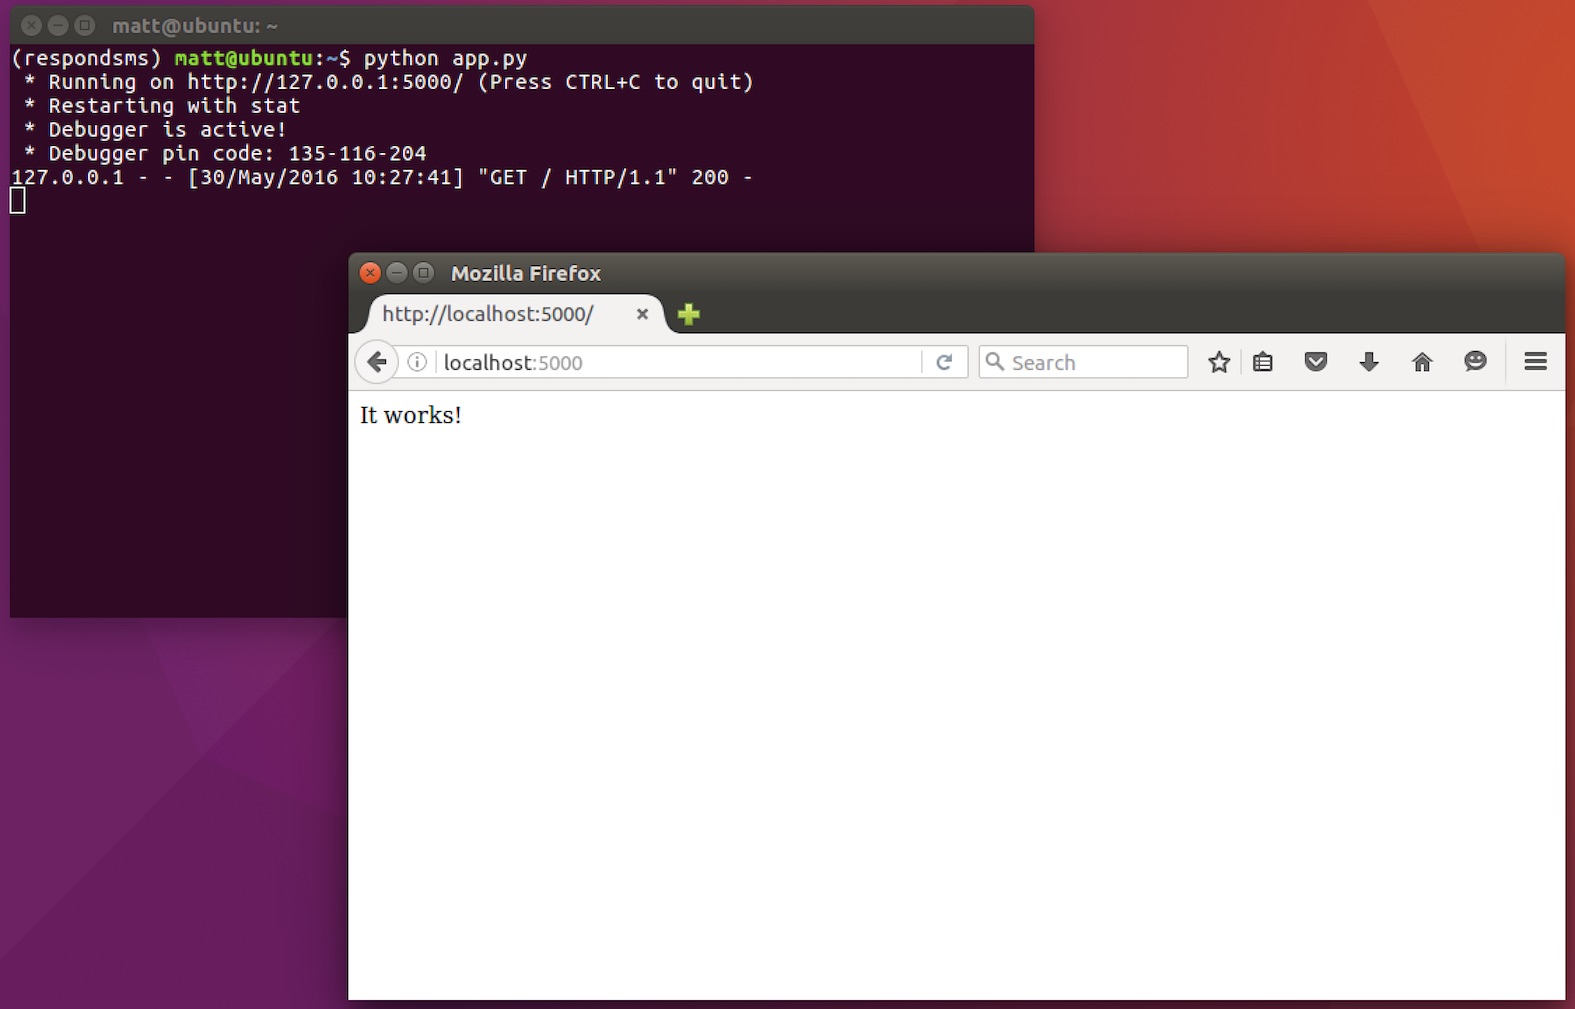 matt@ubuntu: ~
(respondsms) matt@ubuntu:~$ python app.py
 * Running on http://127.0.0.1:5000/ (Press CTRL+C to quit)
 * Restarting with stat
 * Debugger is active!
 * Debugger pin code: 135-116-204
127.0.0.1 - - [30/May/2016 10:27:41] "GET / HTTP/1.1" 200 -
Mozilla Firefox
http://localhost:5000/
localhost:5000
Search
It works!